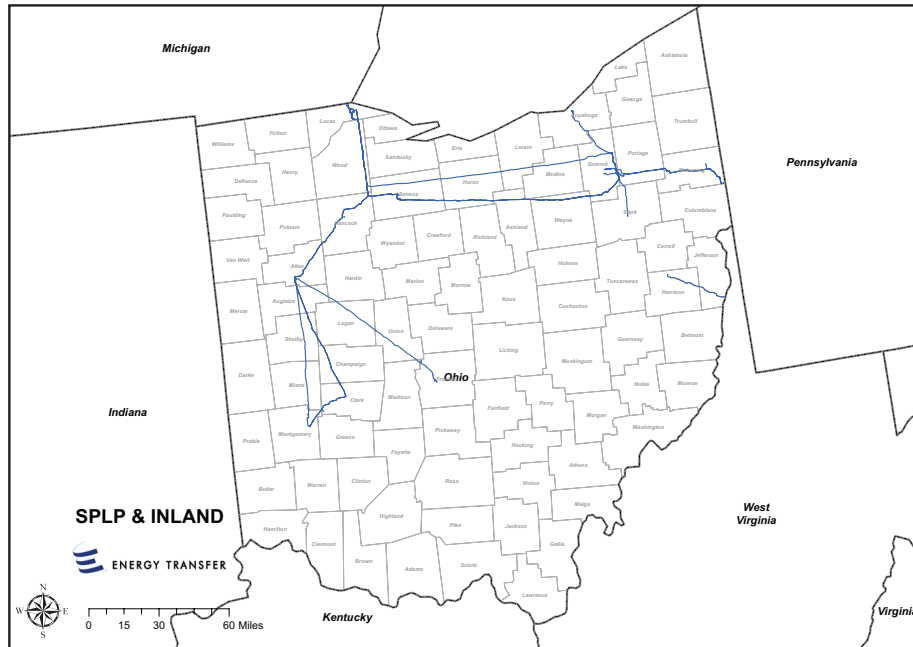 Michigan
Ashtabula
Lake
Geauga
Lucas
Fulton
Williams
Ottawa
Cuyahoga
Trumbull
Wood
Sandusky
Erie
Lorain
Portage
Henry
Defiance
Huron
Medina
Summit
Mahoning
Pennsylvania
Seneca
Paulding
Putnam
Hancock
Stark
Columbiana
Wyandot
Crawford
Richland
Ashland
Wayne
Van Wert
Allen
Carroll
Jefferson
Hardin
Marion
Morrow
Holmes
Tuscarawas
Harrison
Mercer
Auglaize
Knox
Coshocton
Logan
Union
Delaware
Shelby
Guernsey
Belmont
Darke
Champaign
Licking
Muskingum
Miami
Ohio
Noble
Monroe
Clark
Madison
Indiana
Fairfield
Perry
Morgan
Washington
Preble
Montgomery
Greene
Pickaway
Fayette
Hocking
Athens
Butler
Warren
Clinton
Ross
Vinton
Meigs
West
Virginia
SPLP & INLAND
Highland
Hamilton
Clermont
Pike
Jackson
Gallia
ENERGY TRANSFER
Brown
Adams
Scioto
Lawrence
N
W E
S
0 15 30 60 Miles
Kentucky
Virginia